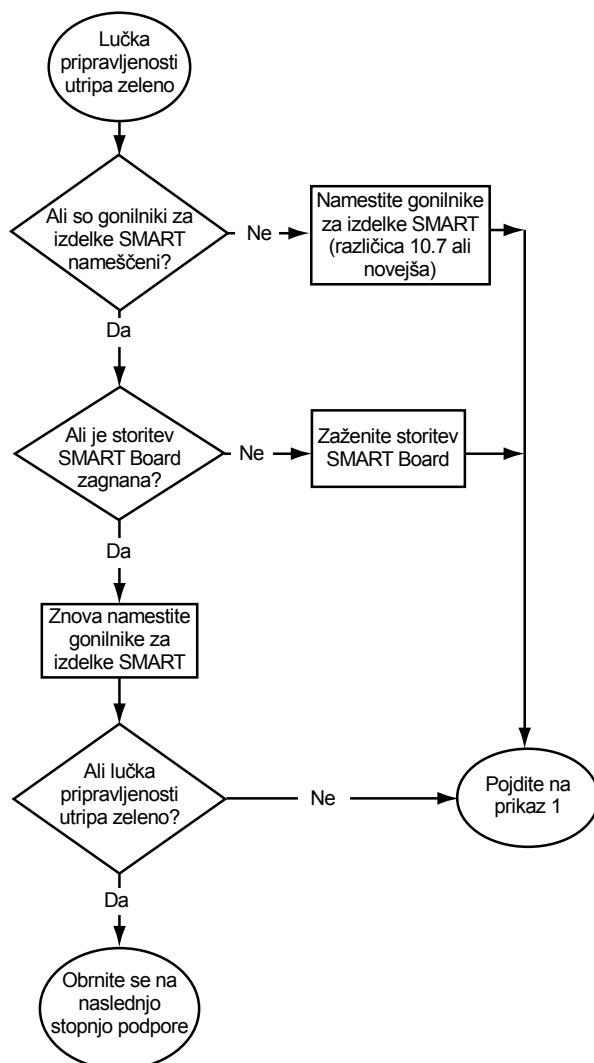 Lučka
pripravljenosti
utripa zeleno
Ali so gonilniki za
izdelke SMART
nameščeni?
Ne
Namestite gonilnike
za izdelke SMART
(različica 10.7 ali
novejša)
Da
Ali je storitev
SMART Board
zagnana?
Ne
Zaženite storitev
SMART Board
Da
Znova namestite
gonilnike za
izdelke SMART
Ali lučka
pripravljenosti
utripa zeleno?
Ne
Pojdite na
prikaz 1
Da
Obrnite se na
naslednjo
stopnjo podpore